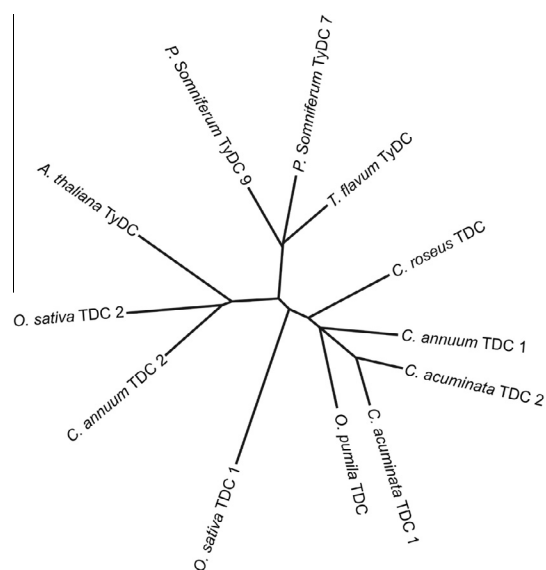 P. Somniferum TyDC 7
P. Somniferum TyDC 9
T. flavum TyDC
A. thaliana TyDC
C. roseus TDC
O. sativa TDC 2
C. annuum TDC 1
C. acuminata TDC 2
C. annuum TDC 2
O. pumila TDC
C. acuminata TDC 1
O. sativa TDC 1